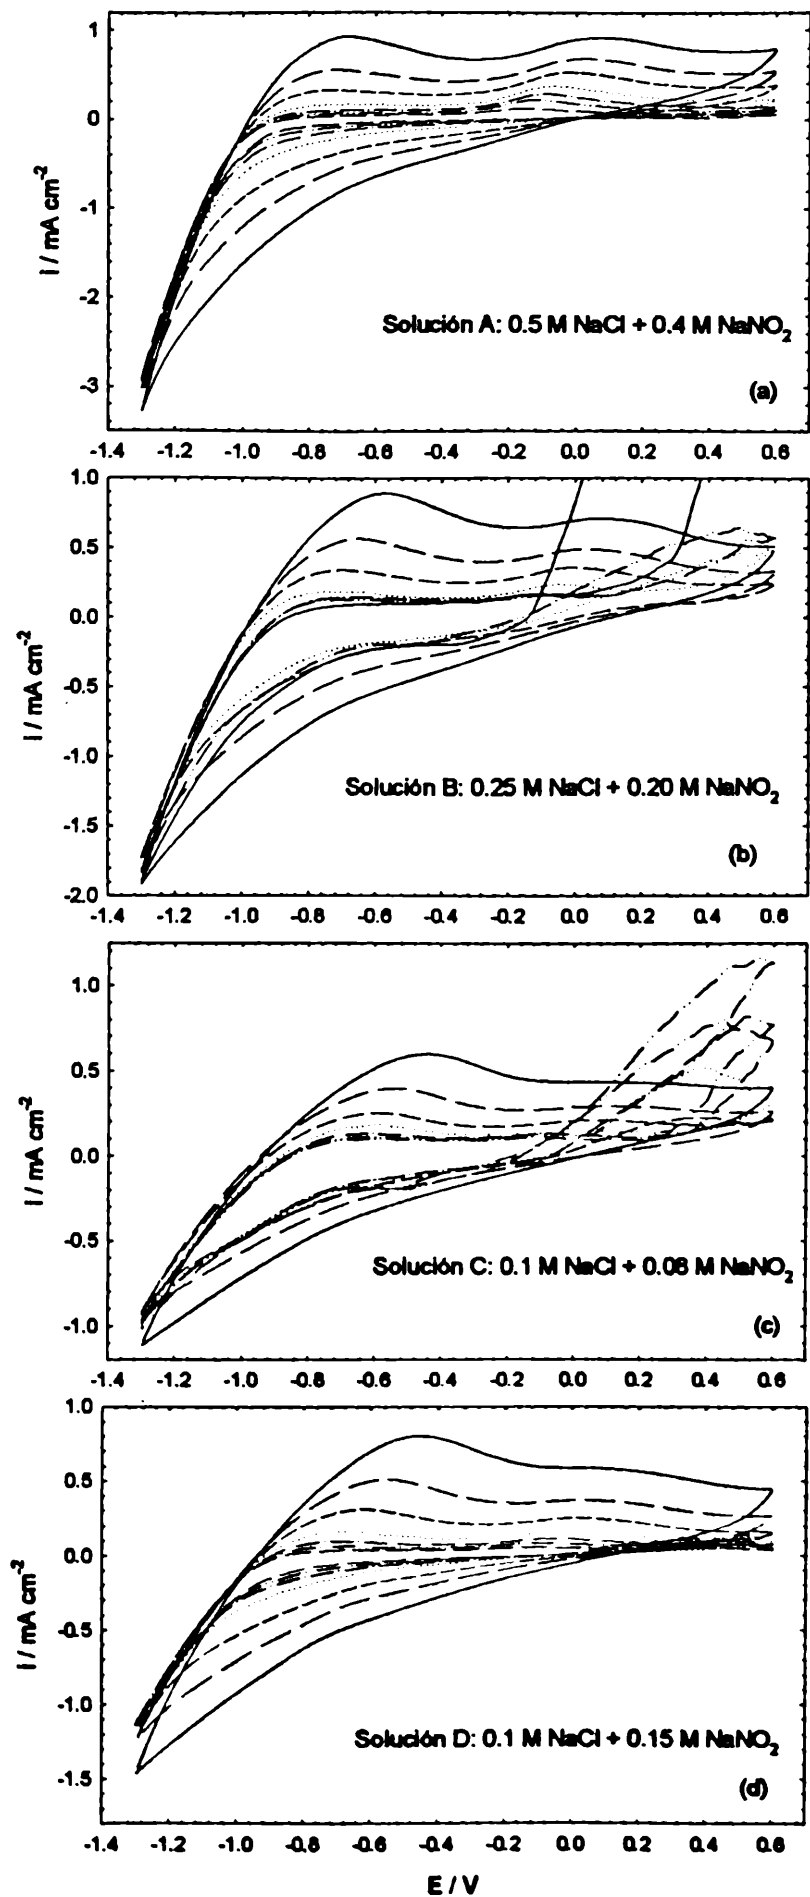 1
0
-1
-2
-3
i / mA cm-2
Solución A: 0.5 M NaCl + 0.4 M NaNO2
(a)
-1.4 -1.2 -1.0 -0.8 -0.6 -0.4 -0.2 0.0 0.2 0.4 0.6
1.0
0.5
0.0
-0.5
-1.0
-1.5
-2.0
i / mA cm-2
Solución B: 0.25 M NaCl + 0.20 M NaNO2
(b)
-1.4 -1.2 -1.0 -0.8 -0.6 -0.4 -0.2 0.0 0.2 0.4 0.6
1.0
0.5
0.0
-0.5
-1.0
i / mA cm-2
Solución C: 0.1 M NaCl + 0.08 M NaNO2
(c)
-1.4 -1.2 -1.0 -0.8 -0.6 -0.4 -0.2 0.0 0.2 0.4 0.6
1.0
0.5
0.0
-0.5
-1.0
-1.5
i / mA cm-2
Solución D: 0.1 M NaCl + 0.15 M NaNO2
(d)
-1.4 -1.2 -1.0 -0.8 -0.6 -0.4 -0.2 0.0 0.2 0.4 0.6
E / V